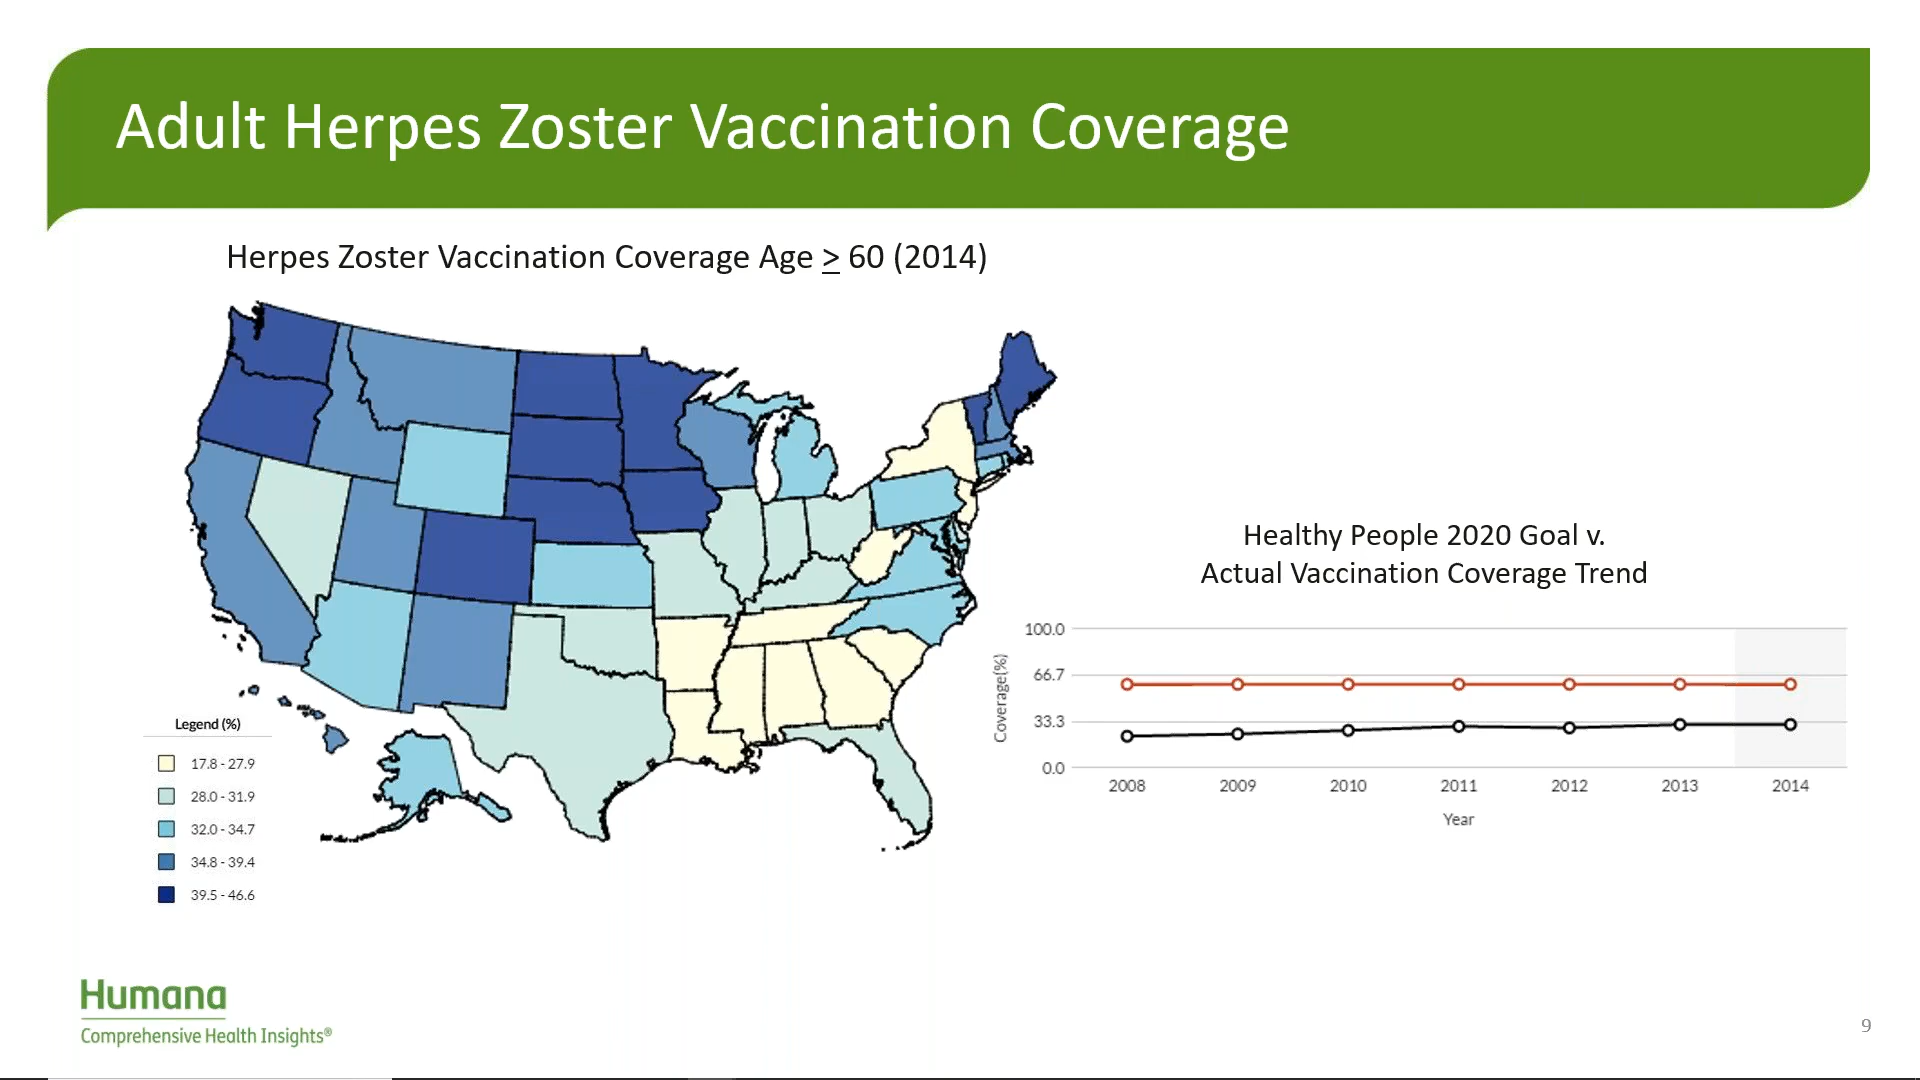 Adult Herpes Zoster Vaccination Coverage
Herpes Zoster Vaccination Coverage Age ≥ 60 (2014)
Legend (%)
17.8 - 27.9
28.0 - 31.9
32.0 - 34.7
34.8 - 39.4
39.5 - 46.6
Healthy People 2020 Goal v.
Actual Vaccination Coverage Trend
Coverage(%)
100.0
66.7
33.3
0.0
2008 2009 2010 2011 2012 2013 2014
Year
Humana
Comprehensive Health Insights®
9